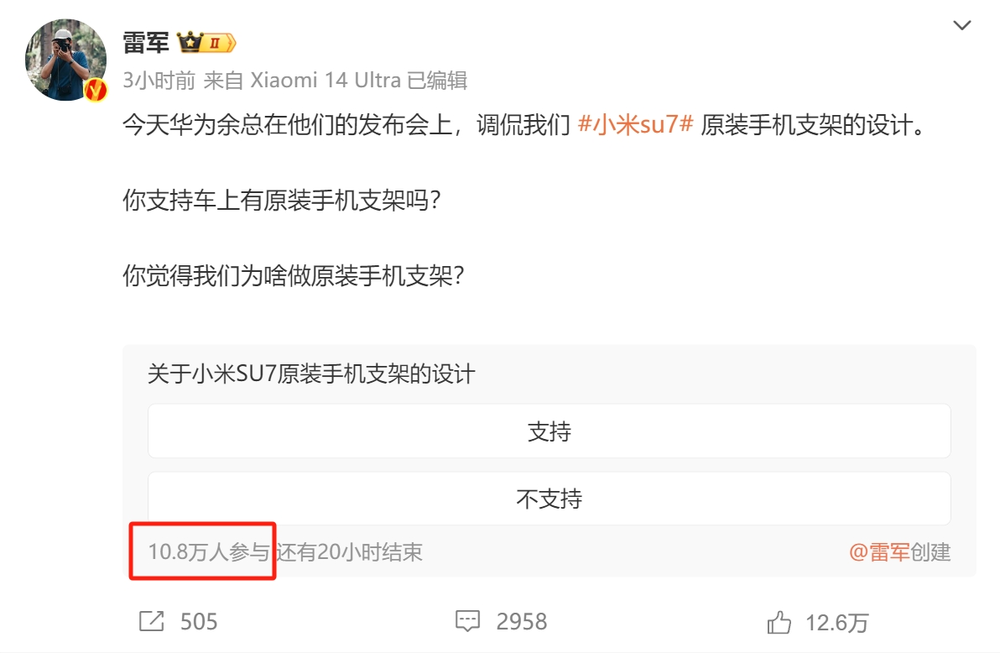 雷军 II
3小时前 来自 Xiaomi 14 Ultra 已编辑
今天华为余总在他们的发布会上，调侃我们 #小米su7# 原装手机支架的设计。
你支持车上有原装手机支架吗？
你觉得我们为啥做原装手机支架？
关于小米SU7原装手机支架的设计
支持
不支持
10.8万人参与 还有20小时结束 @雷军创建
505 2958 12.6万